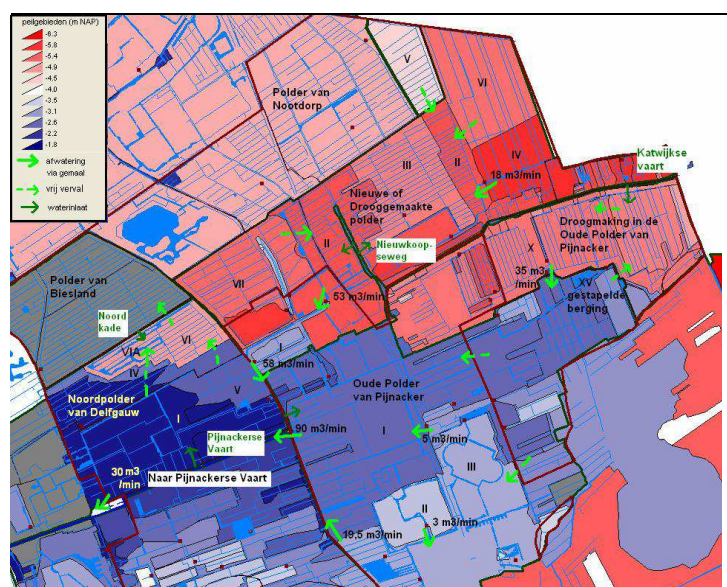 peilgebieden (m NAP)
-6.3
-5.8
-5.4
-4.9
-4.5
-4.0
-3.5
-3.1
-2.6
-2.2
-1.8
afwatering
via gemaal
vrij verval
waterinlaat
Polder van
Nootdorp
V
VI
III
II
IV
18 m3/min
Katwijkse
vaart
Nieuwe of
Drooggemaakte
polder
II
Nieuwkoop-
seweg
Droogmaking in de
Oude Polder van
Pijnacker
X
35 m3
/min
XV
gestapelde
berging
Polder van
Biesland
VII
53 m3/min
Noord
kade
VIA
VI
IV
I
58 m3/min
V
Noordpolder
van Delfgauw
I
Oude Polder
van Pijnacker
I
Pijnackerse
Vaart
90 m3/min
5 m3/min
III
30 m3
/min
Naar Pijnackerse Vaart
II
3 m3/min
19,5 m3/min